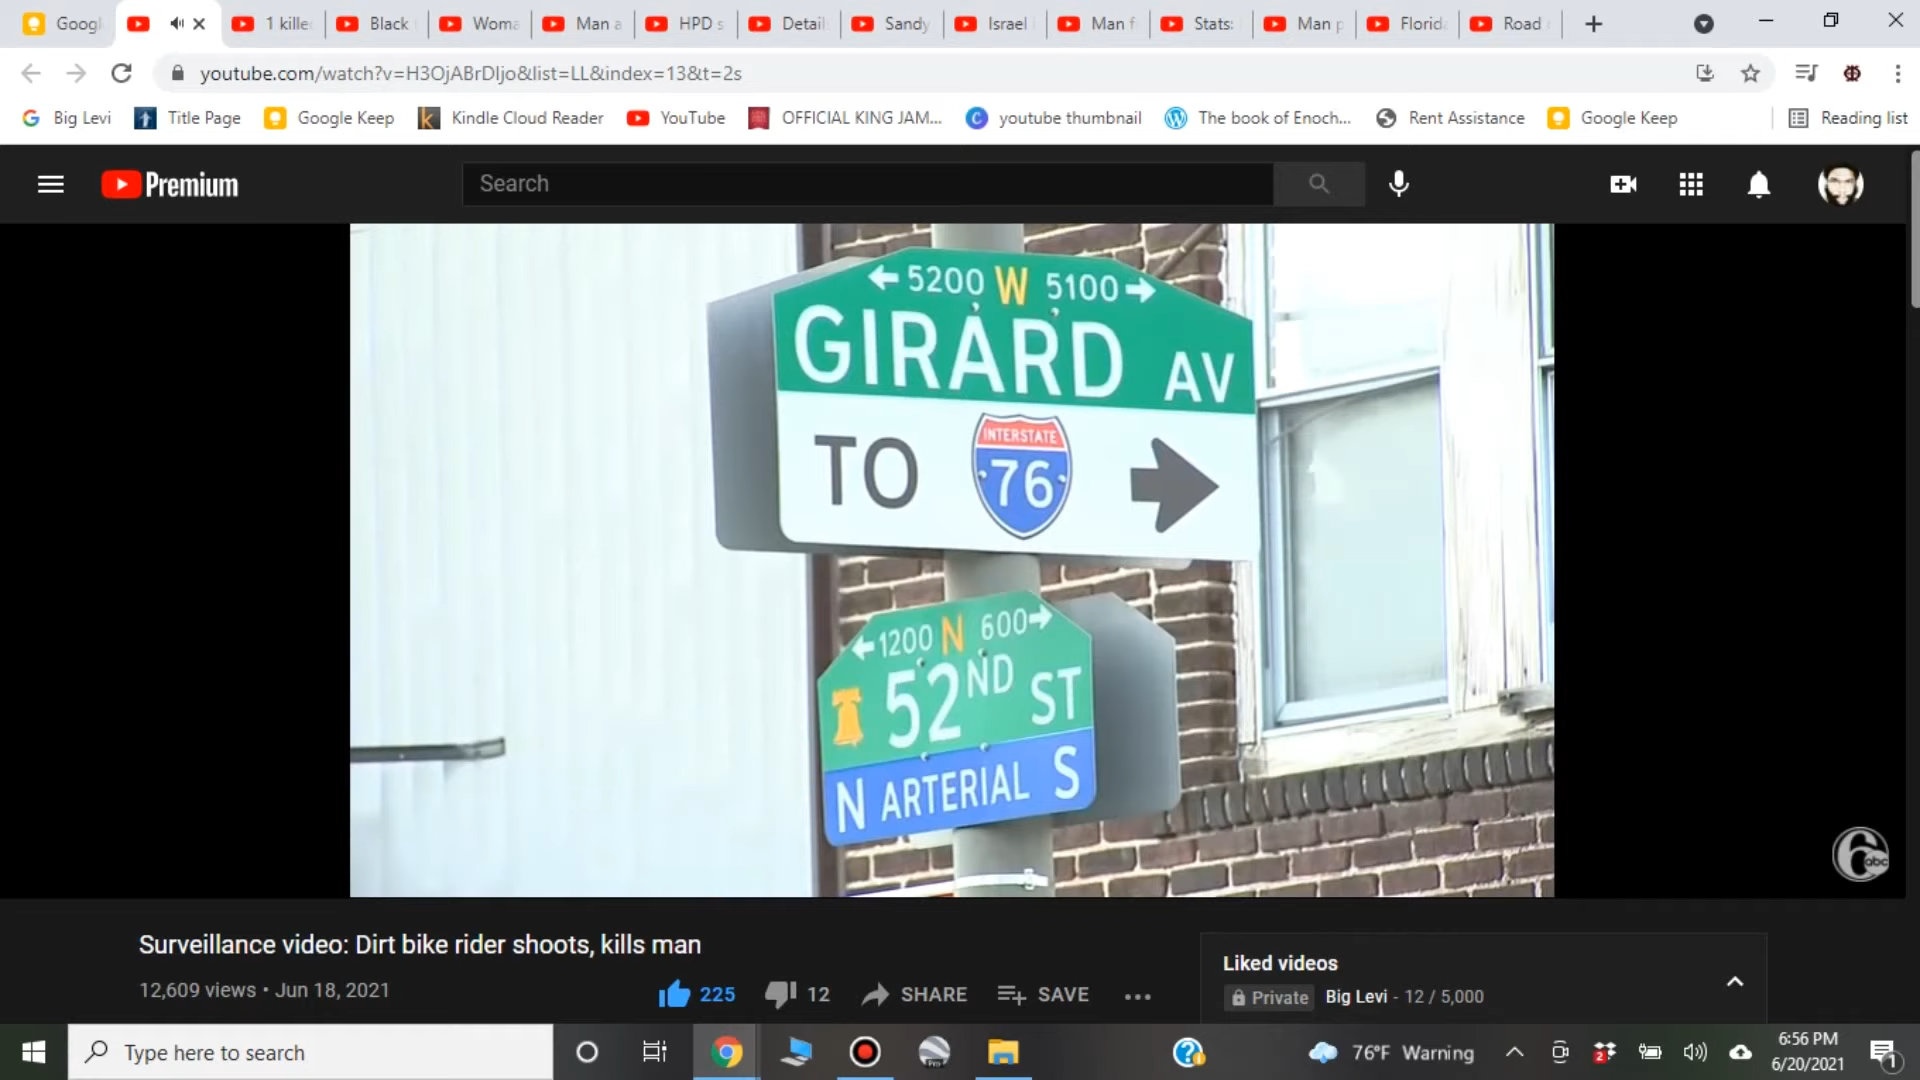 Googl
1 killed
Black
Woma
Man a
HPD s
Detail
Sandy
Israel
Man f
Stats:
Man p
Florida
Road
youtube.com/watch?v=H3OjABrDljo&list=LL&index=13&t=2s
Big Levi
Title Page
Google Keep
Kindle Cloud Reader
YouTube
OFFICIAL KING JAM...
youtube thumbnail
The book of Enoch...
Rent Assistance
Google Keep
Reading list
Premium
Search
5200 W 5100
GIRARD AV
TO INTERSTATE 76
1200 N 600
52ND ST
N ARTERIAL S
6abc
Surveillance video: Dirt bike rider shoots, kills man
12,609 views • Jun 18, 2021
225
12
SHARE
SAVE
Liked videos
Private
Big Levi - 12 / 5,000
Type here to search
76°F Warning
2
6:56 PM
6/20/2021
1